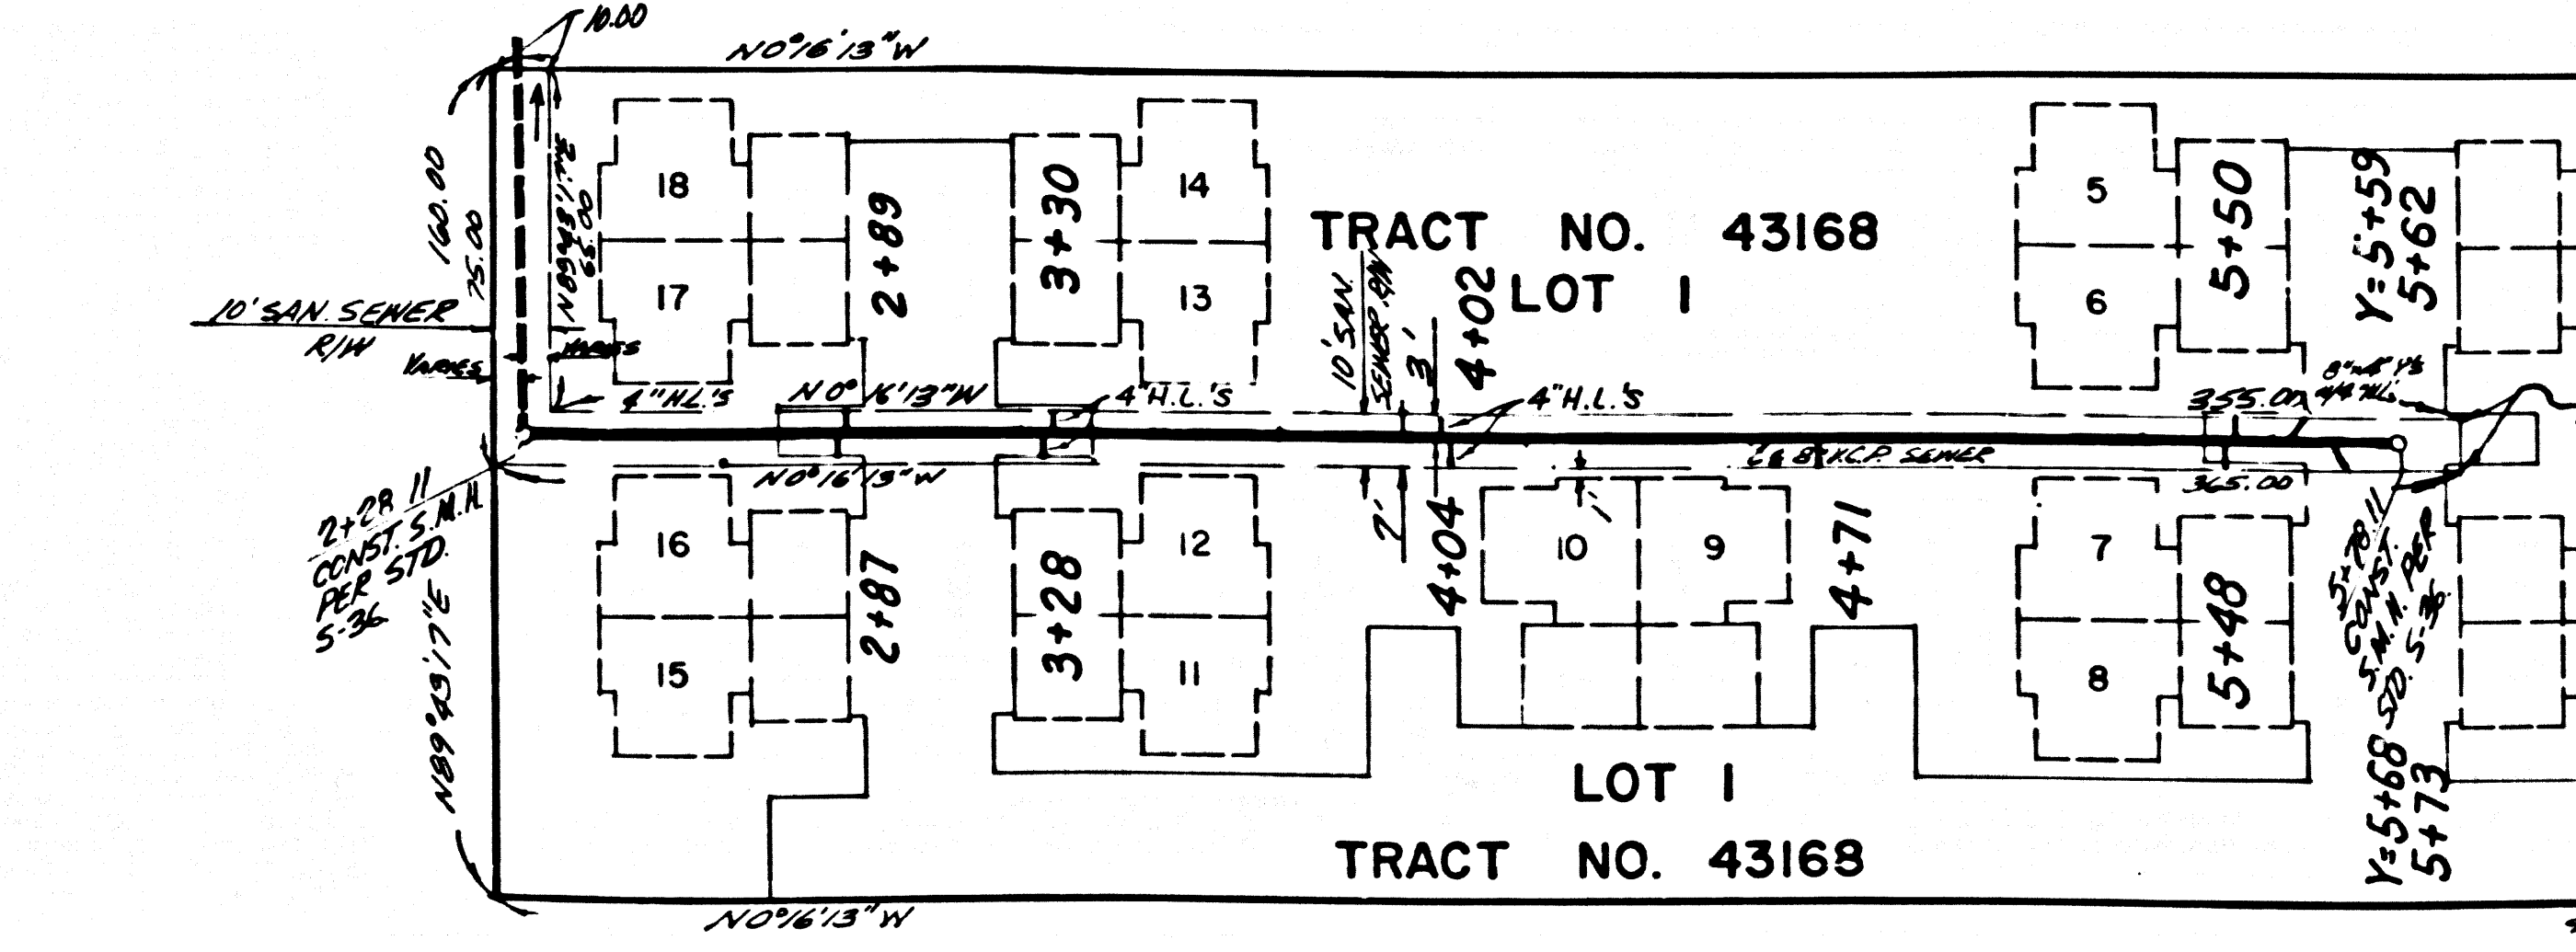 10.00
N0°16'13"W
160.00
75.00
N89°43'17"E
65.00
10' SAN. SEWER
R/W
VARIES
VARIES
18
17
2+89
3+30
14
13
TRACT NO. 43168
LOT 1
10' SAN.
SEWER R/W
3'
4+02
5
6
5+50
Y=5+59
5+62
4"H.L.'S
N0°16'13"W
4"H.L.'S
4"H.L.'S
355.00
8"x4" Y's
365.00
8" V.C.P. SEWER
N0°16'13"W
2+28 11
CONST. S.M.H.
PER STD.
S-36
N89°43'17"E
16
15
2+87
3+28
12
11
2'
4+04
10
1'
9
4+71
7
8
5+48
5+78 11
CONST.
S.M.H. PER
STD. S-36.
Y=5+68
5+73
LOT 1
TRACT NO. 43168
N0°16'13"W